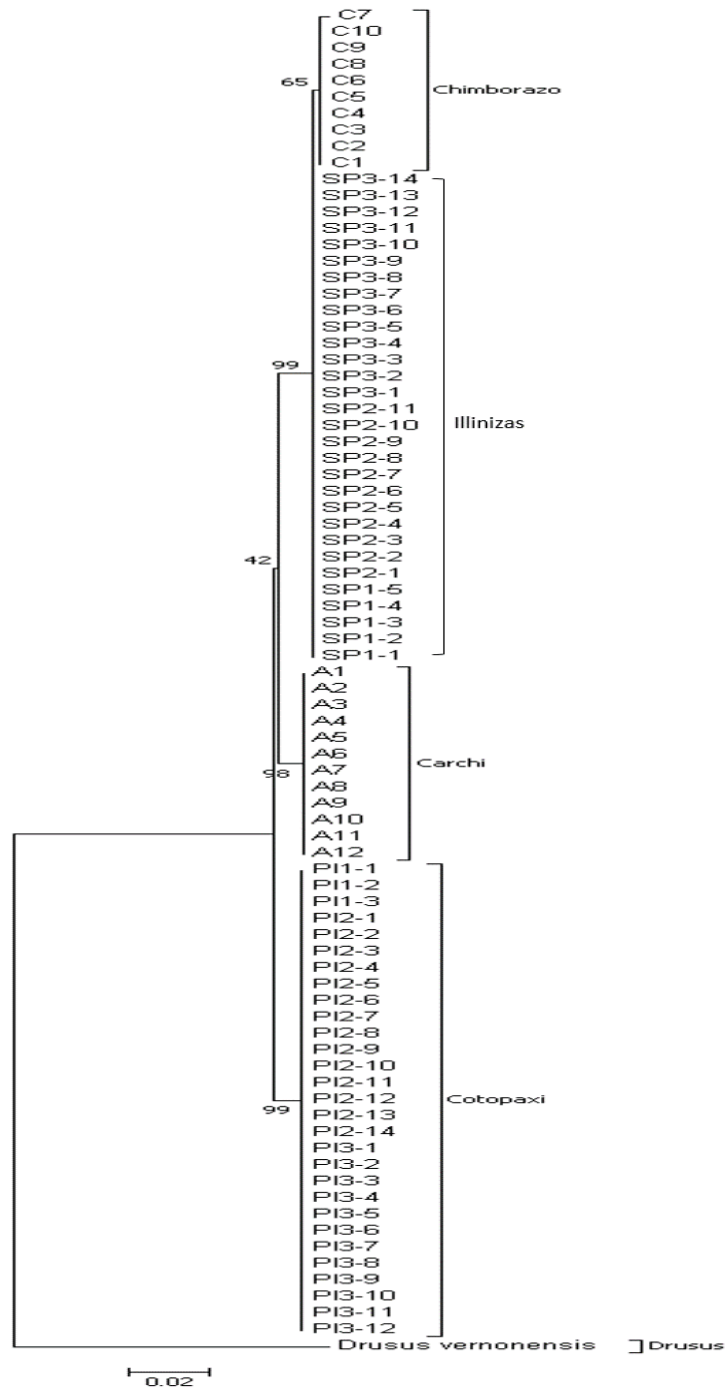 C7
C10
C9
C8
65
C6
C5
Chimborazo
C4
C3
C2
C1
SP3-14
SP3-13
SP3-12
SP3-11
SP3-10
SP3-9
SP3-8
SP3-7
SP3-6
SP3-5
SP3-4
SP3-3
99
SP3-2
SP3-1
SP2-11
SP2-10
Illinizas
SP2-9
SP2-8
SP2-7
SP2-6
SP2-5
SP2-4
SP2-3
SP2-2
42
SP2-1
SP1-5
SP1-4
SP1-3
SP1-2
SP1-1
A1
A2
A3
A4
A5
A6
Carchi
98
A7
A8
A9
A10
A11
A12
PI1-1
PI1-2
PI1-3
PI2-1
PI2-2
PI2-3
PI2-4
PI2-5
PI2-6
PI2-7
PI2-8
PI2-9
PI2-10
PI2-11
PI2-12
Cotopaxi
99
PI2-13
PI2-14
PI3-1
PI3-2
PI3-3
PI3-4
PI3-5
PI3-6
PI3-7
PI3-8
PI3-9
PI3-10
PI3-11
PI3-12
Drusus vernonensis
Drusus
0.02